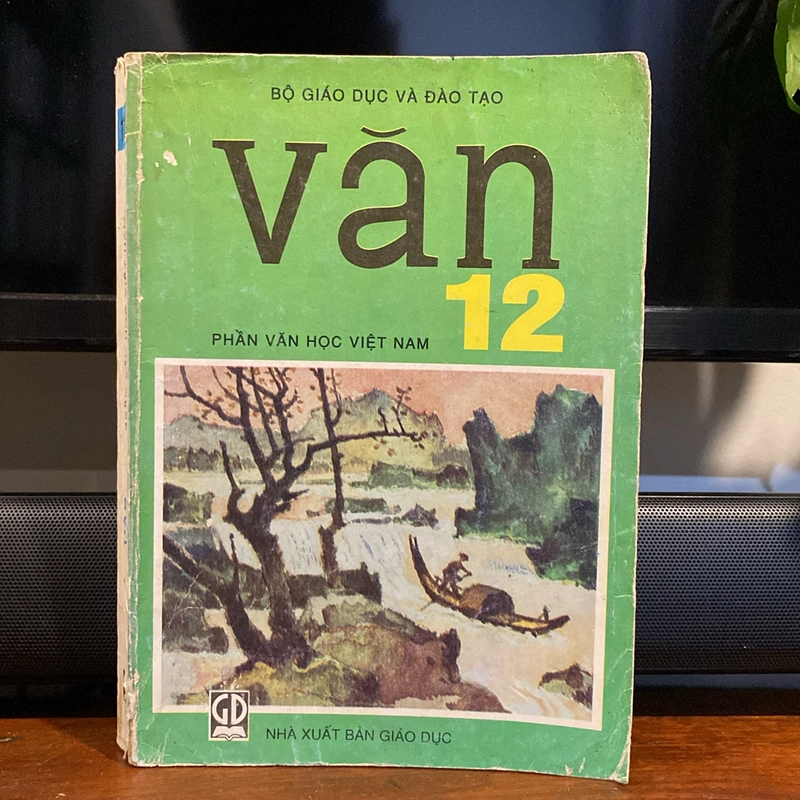 BỘ GIÁO DỤC VÀ ĐÀO TẠO
Văn
12
PHẦN VĂN HỌC VIỆT NAM
GD
NHÀ XUẤT BẢN GIÁO DỤC